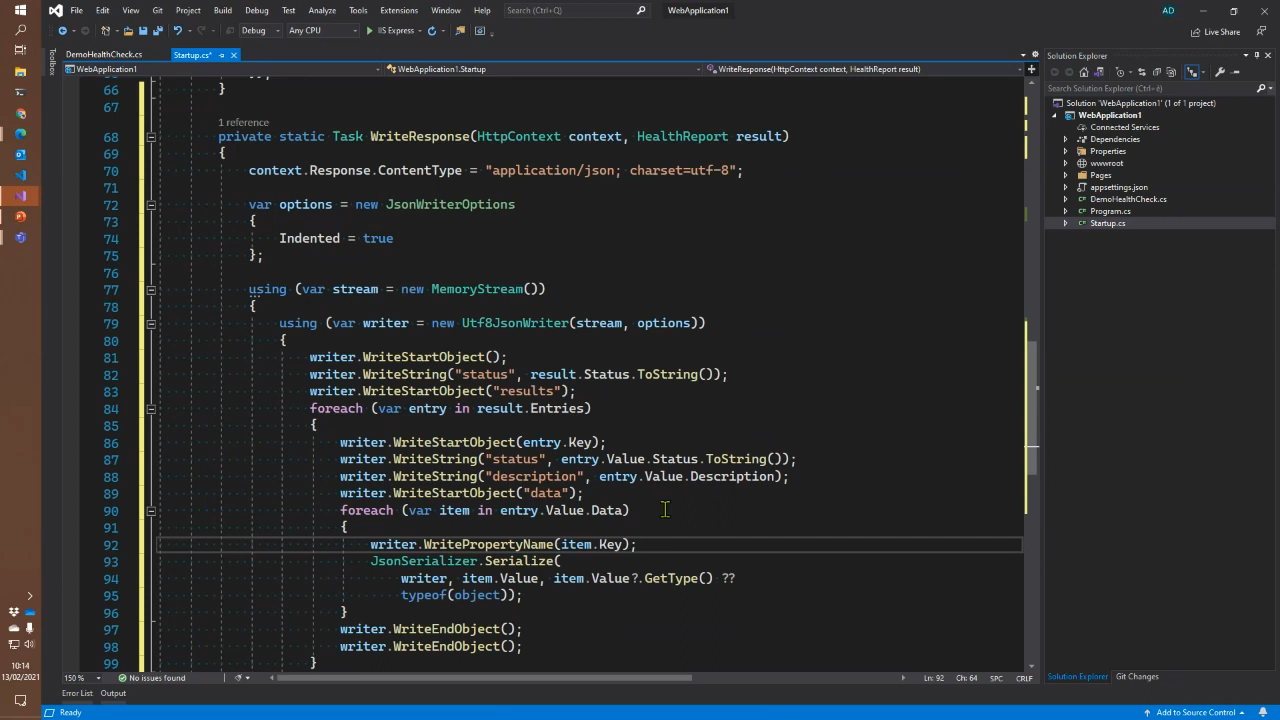 File Edit View Git Project Build Debug Test Analyze Tools Extensions Window Help Search (Ctrl+Q) WebApplication1 AD
Debug Any CPU IIS Express Live Share
DemoHealthCheck.cs Startup.cs*
WebApplication1 WebApplication1.Startup WriteResponse(HttpContext context, HealthReport result)
Toolbox
66 }
67
1 reference
68 private static Task WriteResponse(HttpContext context, HealthReport result)
69 {
70 context.Response.ContentType = "application/json; charset=utf-8";
71
72 var options = new JsonWriterOptions
73 {
74 Indented = true
75 };
76
77 using (var stream = new MemoryStream())
78 {
79 using (var writer = new Utf8JsonWriter(stream, options))
80 {
81 writer.WriteStartObject();
82 writer.WriteString("status", result.Status.ToString());
83 writer.WriteStartObject("results");
84 foreach (var entry in result.Entries)
85 {
86 writer.WriteStartObject(entry.Key);
87 writer.WriteString("status", entry.Value.Status.ToString());
88 writer.WriteString("description", entry.Value.Description);
89 writer.WriteStartObject("data");
90 foreach (var item in entry.Value.Data)
91 {
92 writer.WritePropertyName(item.Key);
93 JsonSerializer.Serialize(
94 writer, item.Value, item.Value?.GetType() ??
95 typeof(object));
96 }
97 writer.WriteEndObject();
98 writer.WriteEndObject();
99 }
150 % No issues found Ln: 92 Ch: 64 SPC CRLF
Error List Output
Ready Add to Source Control
Solution Explorer
Search Solution Explorer (Ctrl+è)
Solution 'WebApplication1' (1 of 1 project)
WebApplication1
Connected Services
Dependencies
Properties
wwwroot
Pages
appsettings.json
DemoHealthCheck.cs
Program.cs
Startup.cs
Solution Explorer Git Changes
10:14
13/02/2021